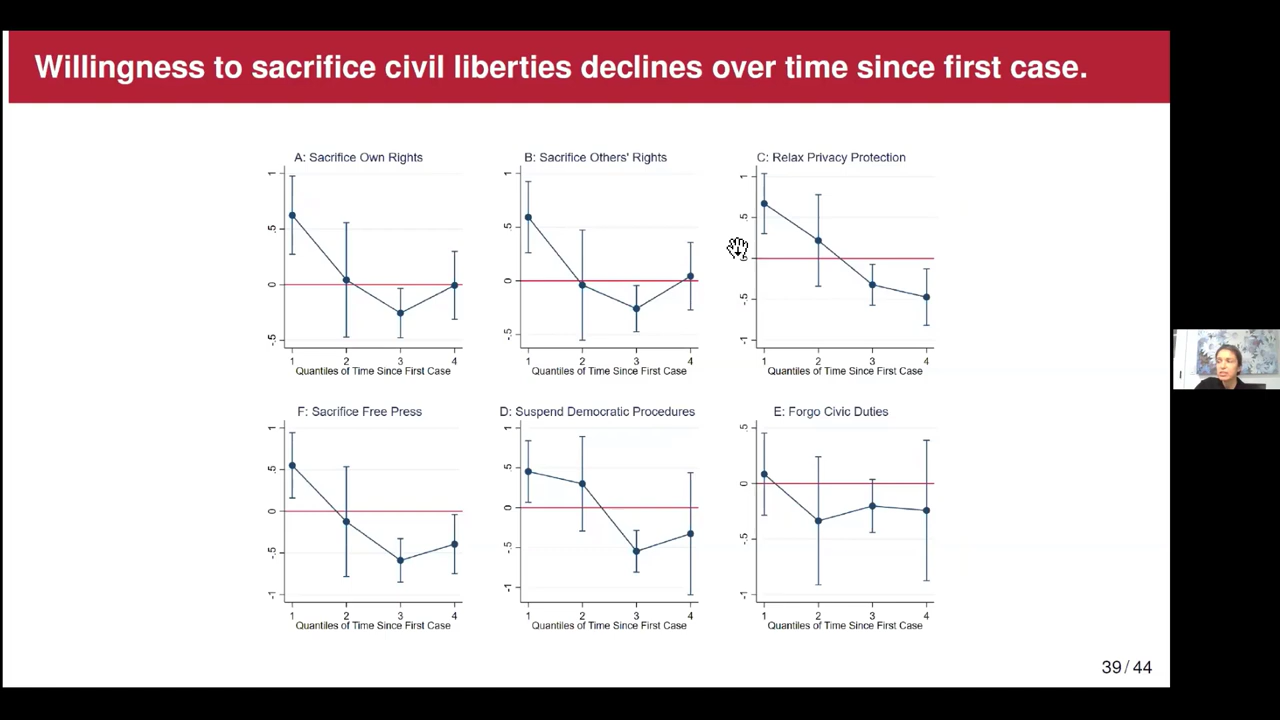 Willingness to sacrifice civil liberties declines over time since first case.
A: Sacrifice Own Rights
1
.5
0
-.5
1 2 3 4
Quantiles of Time Since First Case
B: Sacrifice Others' Rights
1
.5
0
-.5
1 2 3 4
Quantiles of Time Since First Case
C: Relax Privacy Protection
1
.5
-.5
-1
1 2 3 4
Quantiles of Time Since First Case
F: Sacrifice Free Press
1
.5
0
-.5
-1
1 2 3 4
Quantiles of Time Since First Case
D: Suspend Democratic Procedures
1
.5
0
-.5
-1
1 2 3 4
Quantiles of Time Since First Case
E: Forgo Civic Duties
.5
0
-.5
-1
1 2 3 4
Quantiles of Time Since First Case
39 / 44